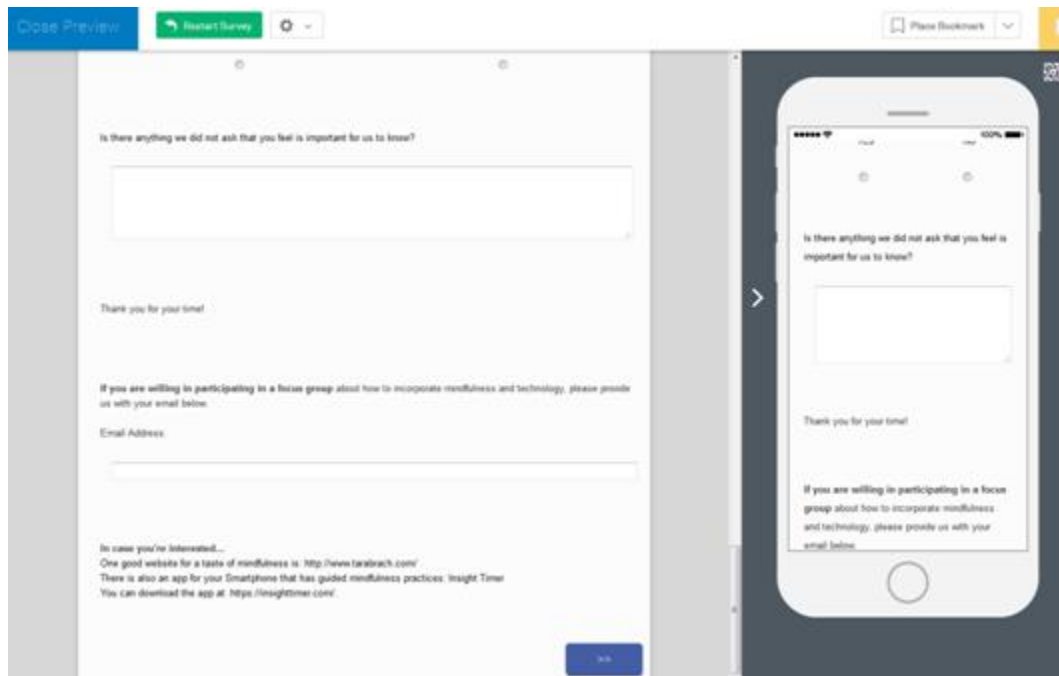 Close Preview
Restart Survey
Place Bookmark
Is there anything we did not ask that you feel is important for us to know?
Thank you for your time!
If you are willing in participating in a focus group about how to incorporate mindfulness and technology, please provide
us with your email below.
Email Address:
In case you're interested...
One good website for a taste of mindfulness is: http://www.tarabrach.com/
There is also an app for your Smartphone that has guided mindfulness practices: Insight Timer
You can download the app at: https://insighttimer.com/
>>
100%
Is there anything we did not ask that you feel is
important for us to know?
Thank you for your time!
If you are willing in participating in a focus
group about how to incorporate mindfulness
and technology, please provide us with your
email below.